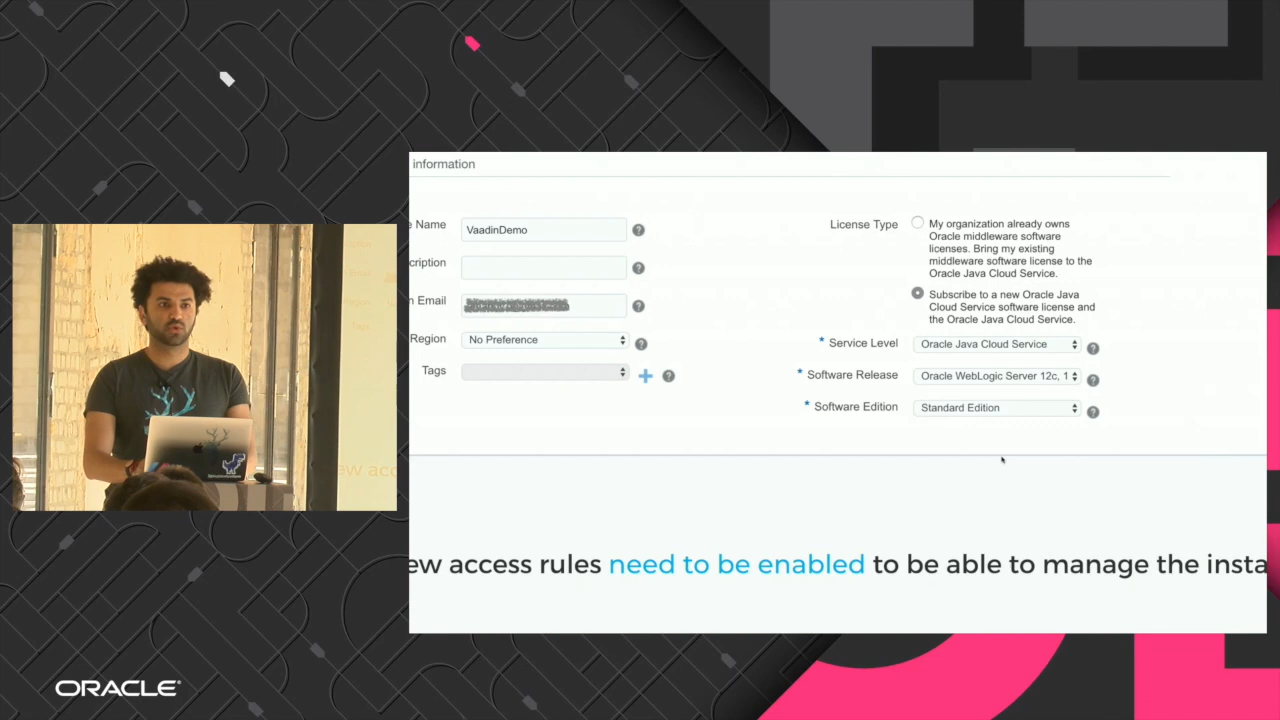 information
e Name
VaadinDemo
cription
n Email
Region
No Preference
Tags
License Type
My organization already owns
Oracle middleware software
licenses. Bring my existing
middleware software license to the
Oracle Java Cloud Service.
Subscribe to a new Oracle Java
Cloud Service software license and
the Oracle Java Cloud Service.
* Service Level
Oracle Java Cloud Service
* Software Release
Oracle WebLogic Server 12c, 1
* Software Edition
Standard Edition
ew access rules need to be enabled to be able to manage the insta
ew acc
ORACLE